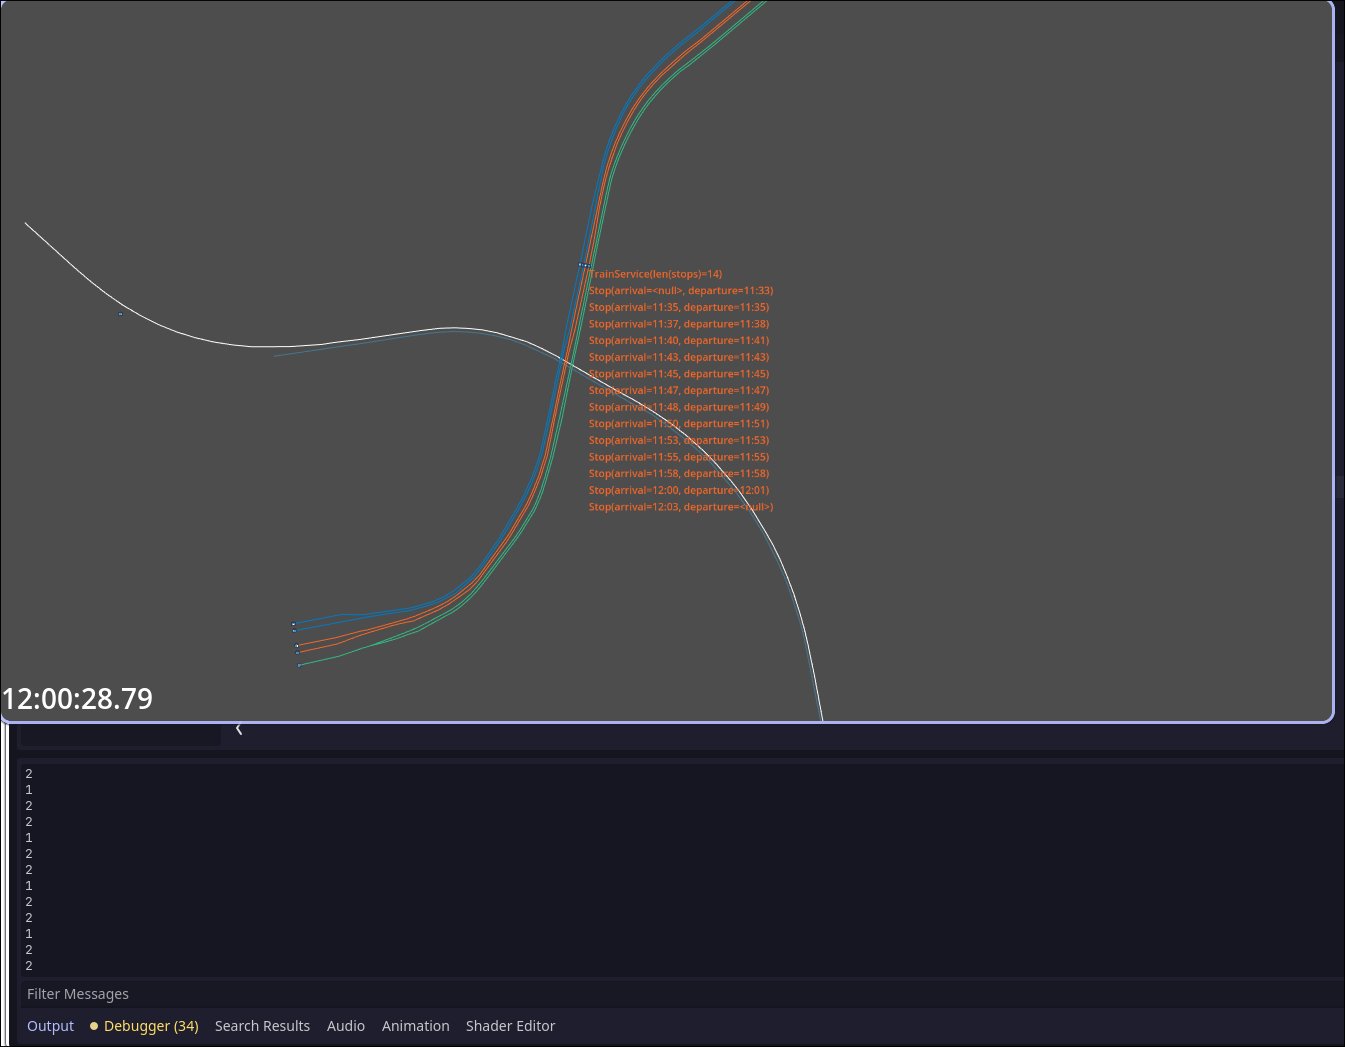 TrainService(len(stops)=14)
Stop(arrival=<null>, departure=11:33)
Stop(arrival=11:35, departure=11:35)
Stop(arrival=11:37, departure=11:38)
Stop(arrival=11:40, departure=11:41)
Stop(arrival=11:43, departure=11:43)
Stop(arrival=11:45, departure=11:45)
Stop(arrival=11:47, departure=11:47)
Stop(arrival=11:48, departure=11:49)
Stop(arrival=11:50, departure=11:51)
Stop(arrival=11:53, departure=11:53)
Stop(arrival=11:55, departure=11:55)
Stop(arrival=11:58, departure=11:58)
Stop(arrival=12:00, departure=12:01)
Stop(arrival=12:03, departure=<null>)
12:00:28.79
2
1
2
2
1
2
2
1
2
2
1
2
2
Filter Messages
Output Debugger (34) Search Results Audio Animation Shader Editor